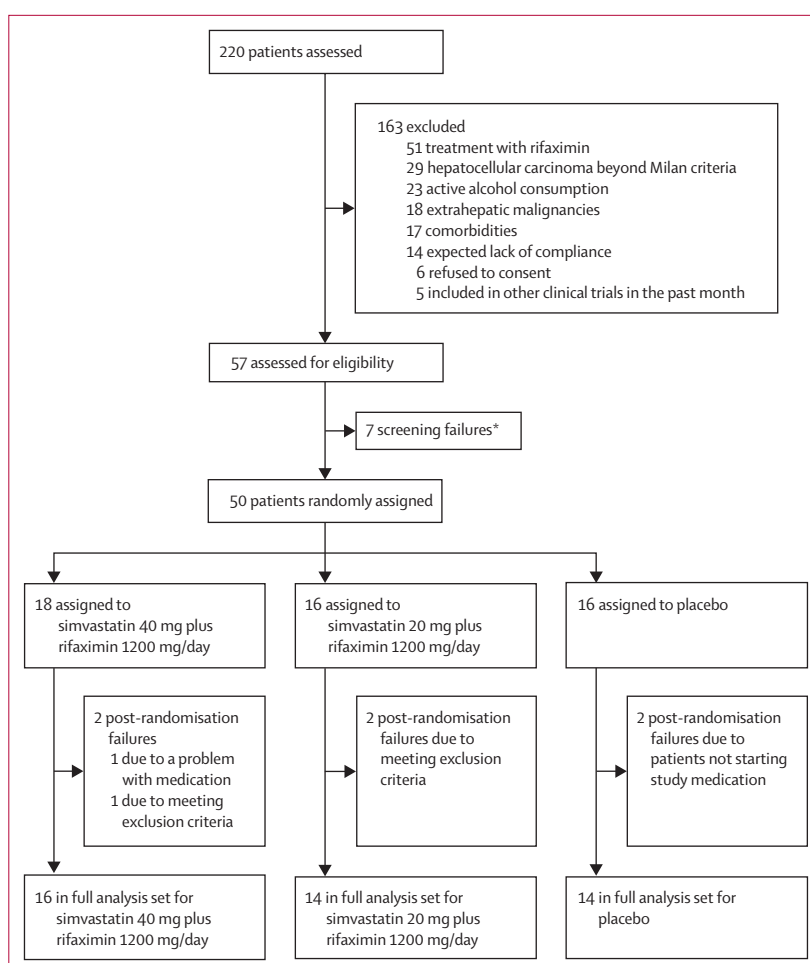 220 patients assessed
163 excluded
51 treatment with rifaximin
29 hepatocellular carcinoma beyond Milan criteria
23 active alcohol consumption
18 extrahepatic malignancies
17 comorbidities
14 expected lack of compliance
6 refused to consent
5 included in other clinical trials in the past month
57 assessed for eligibility
7 screening failures*
50 patients randomly assigned
18 assigned to
simvastatin 40 mg plus
rifaximin 1200 mg/day
16 assigned to
simvastatin 20 mg plus
rifaximin 1200 mg/day
16 assigned to placebo
2 post-randomisation
failures
1 due to a problem
with medication
1 due to meeting
exclusion criteria
2 post-randomisation
failures due to
meeting exclusion
criteria
2 post-randomisation
failures due to
patients not starting
study medication
16 in full analysis set for
simvastatin 40 mg plus
rifaximin 1200 mg/day
14 in full analysis set for
simvastatin 20 mg plus
rifaximin 1200 mg/day
14 in full analysis set for
placebo